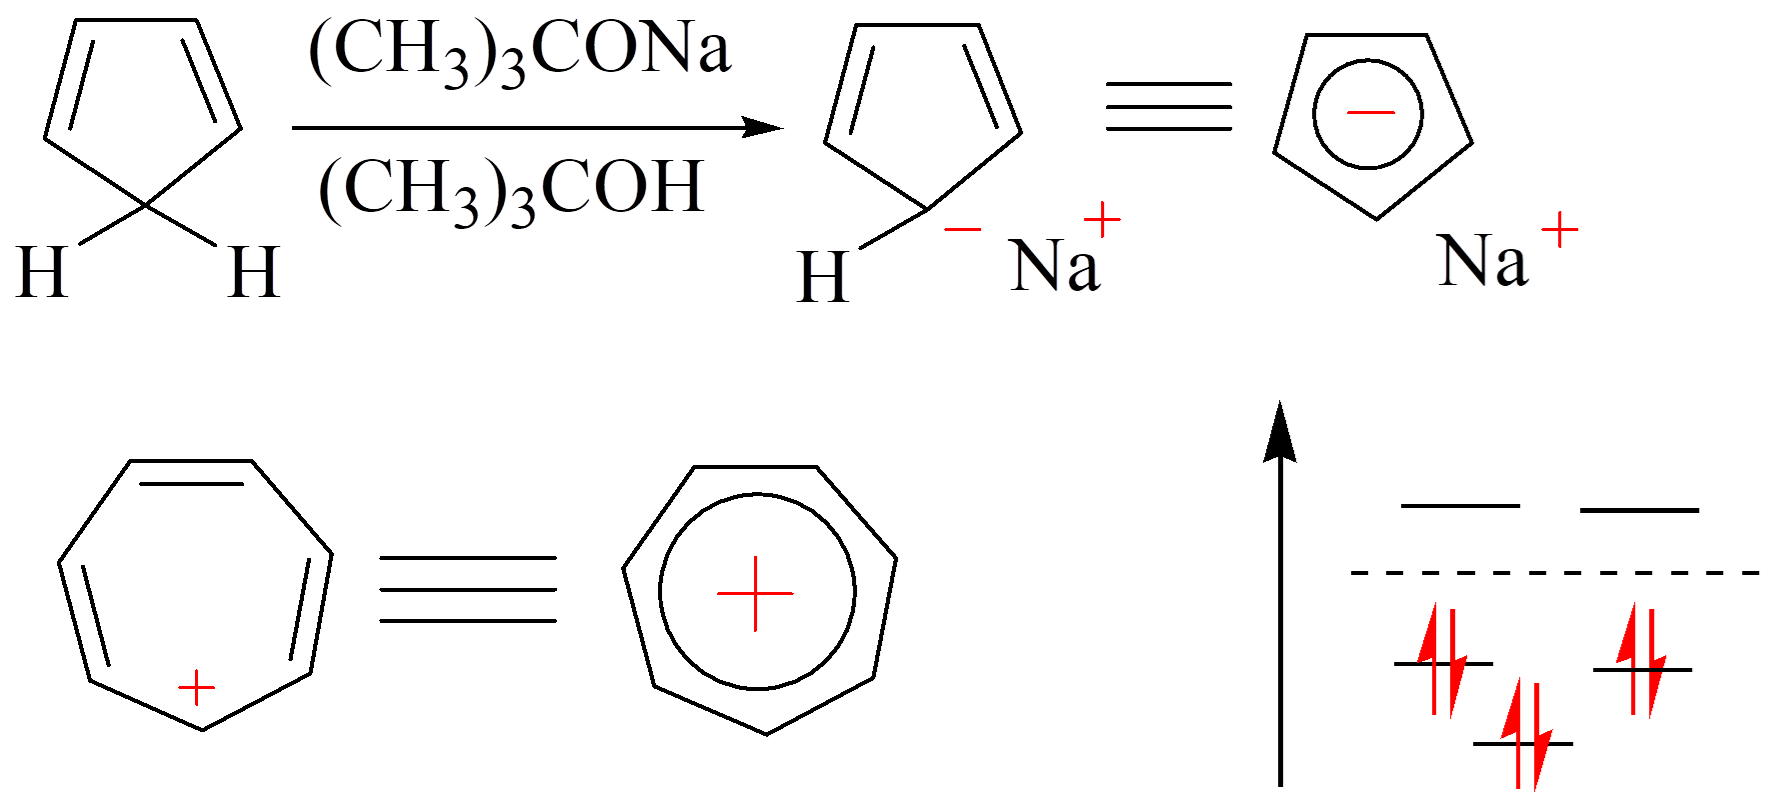 (CH3)3CONa
(CH3)3COH
H H
H − Na+
− Na+
+ +